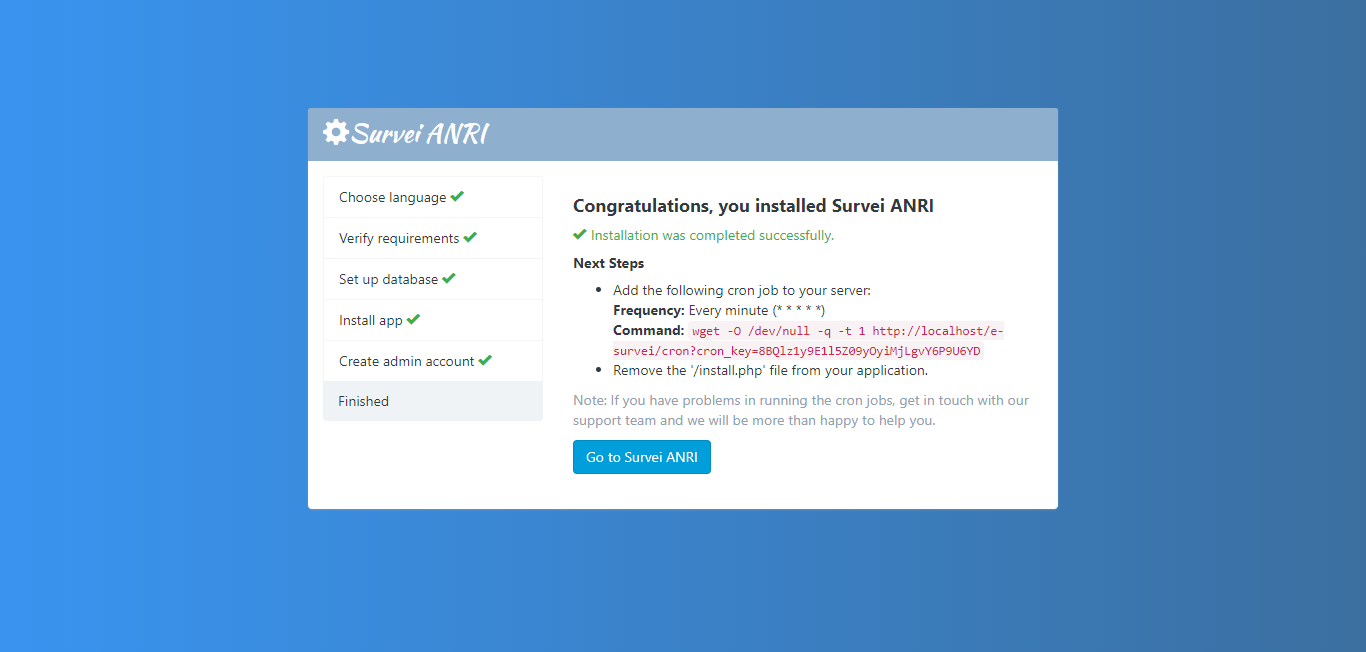 Survei ANRI
Choose language
Verify requirements
Set up database
Install app
Create admin account
Finished
Congratulations, you installed Survei ANRI
Installation was completed successfully.
Next Steps
Add the following cron job to your server:
Frequency: Every minute (* * * * *)
Command: wget -O /dev/null -q -t 1 http://localhost/e-
survei/cron?cron_key=8BQlz1y9E1l5Z09yOyiMjLgvY6P9U6YD
Remove the '/install.php' file from your application.
Note: If you have problems in running the cron jobs, get in touch with our
support team and we will be more than happy to help you.
Go to Survei ANRI